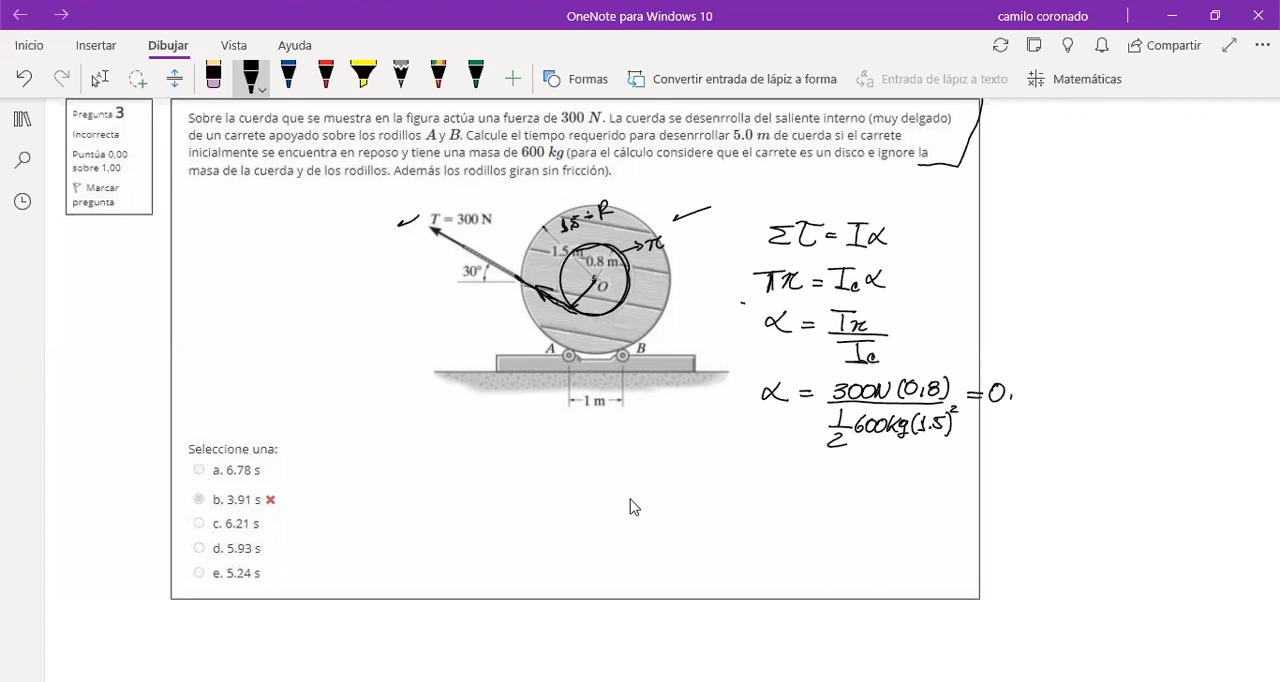 OneNote para Windows 10
camilo coronado
Inicio Insertar Dibujar Vista Ayuda
Compartir
Formas Convertir entrada de lápiz a forma Entrada de lápiz a texto Matemáticas
Pregunta 3
Incorrecta
Puntúa 0,00
sobre 1,00
Marcar
pregunta
Sobre la cuerda que se muestra en la figura actúa una fuerza de 300 N. La cuerda se desenrrolla del saliente interno (muy delgado)
de un carrete apoyado sobre los rodillos A y B. Calcule el tiempo requerido para desenrrollar 5.0 m de cuerda si el carrete
inicialmente se encuentra en reposo y tiene una masa de 600 kg (para el cálculo considere que el carrete es un disco e ignore la
masa de la cuerda y de los rodillos. Además los rodillos giran sin fricción).
T = 300 N
30°
1.5 = R
1.5 m
0.8 m
r
O
A
B
1 m
Στ = Iα
Tr = Icα
α = Tr
Ic
α = 300N (0,8) = 0.
1
2 600kg (1.5)²
Seleccione una:
a. 6.78 s
b. 3.91 s
c. 6.21 s
d. 5.93 s
e. 5.24 s